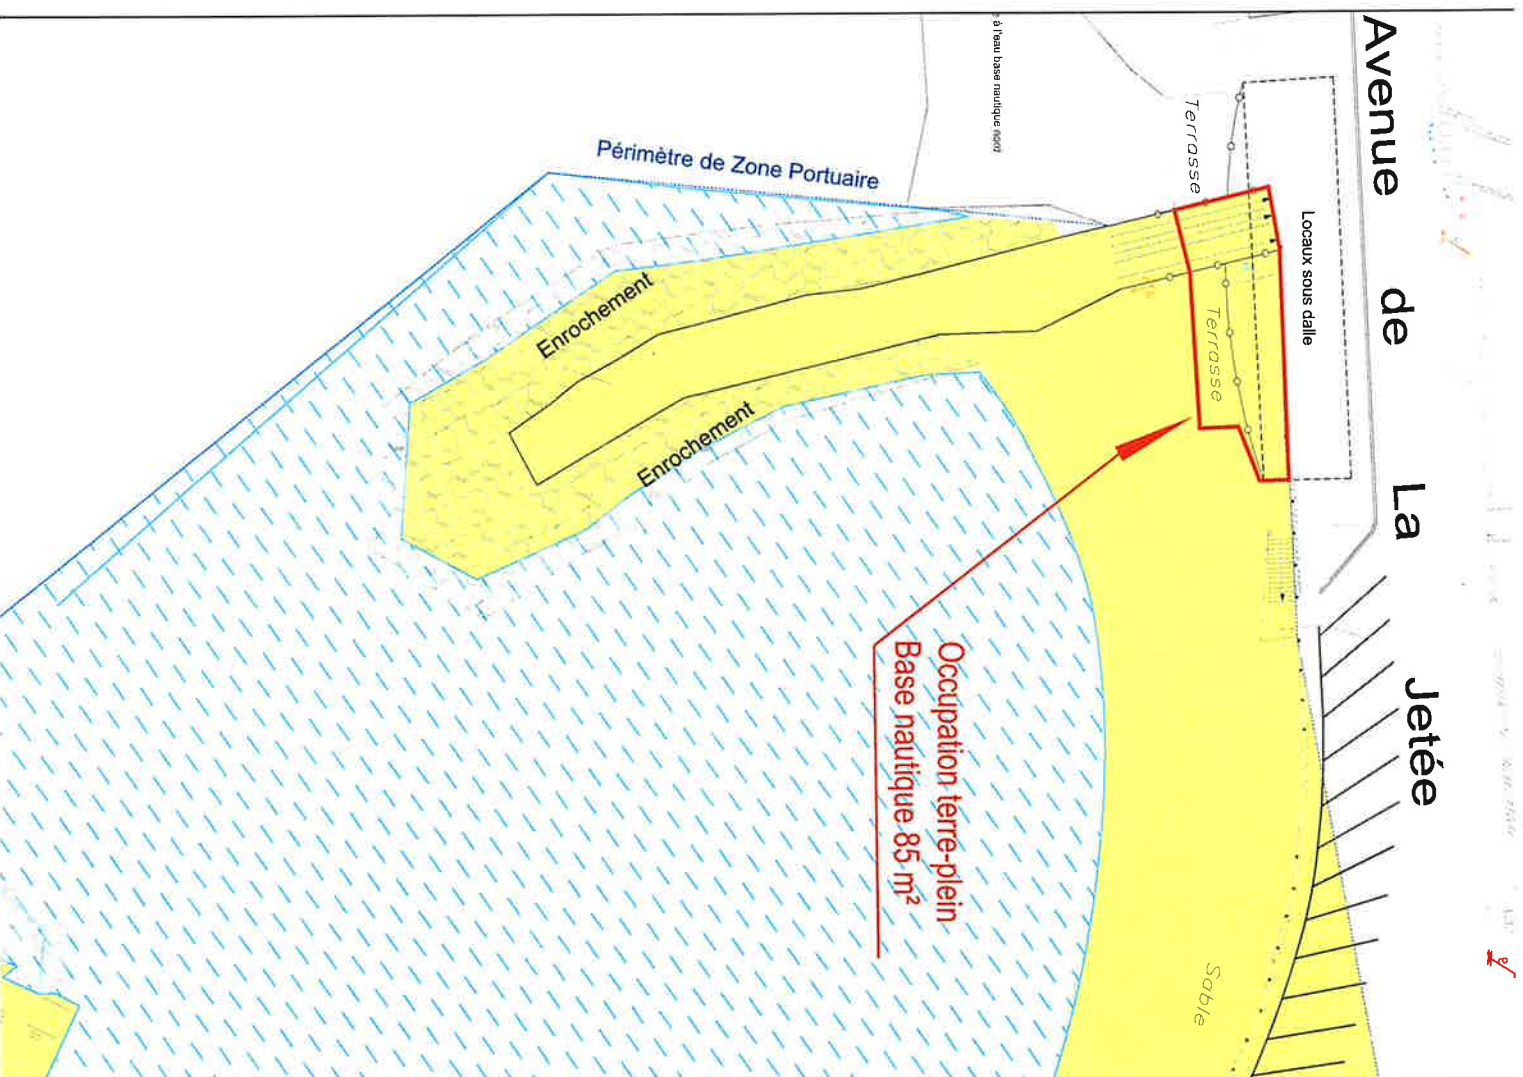 Avenue de La Jetée
à l'eau base nautique nord
Terrasse
Locaux sous dalle
Périmètre de Zone Portuaire
Terrasse
Enrochement
Enrochement
Occupation terre-plein
Base nautique 85 m²
Sable